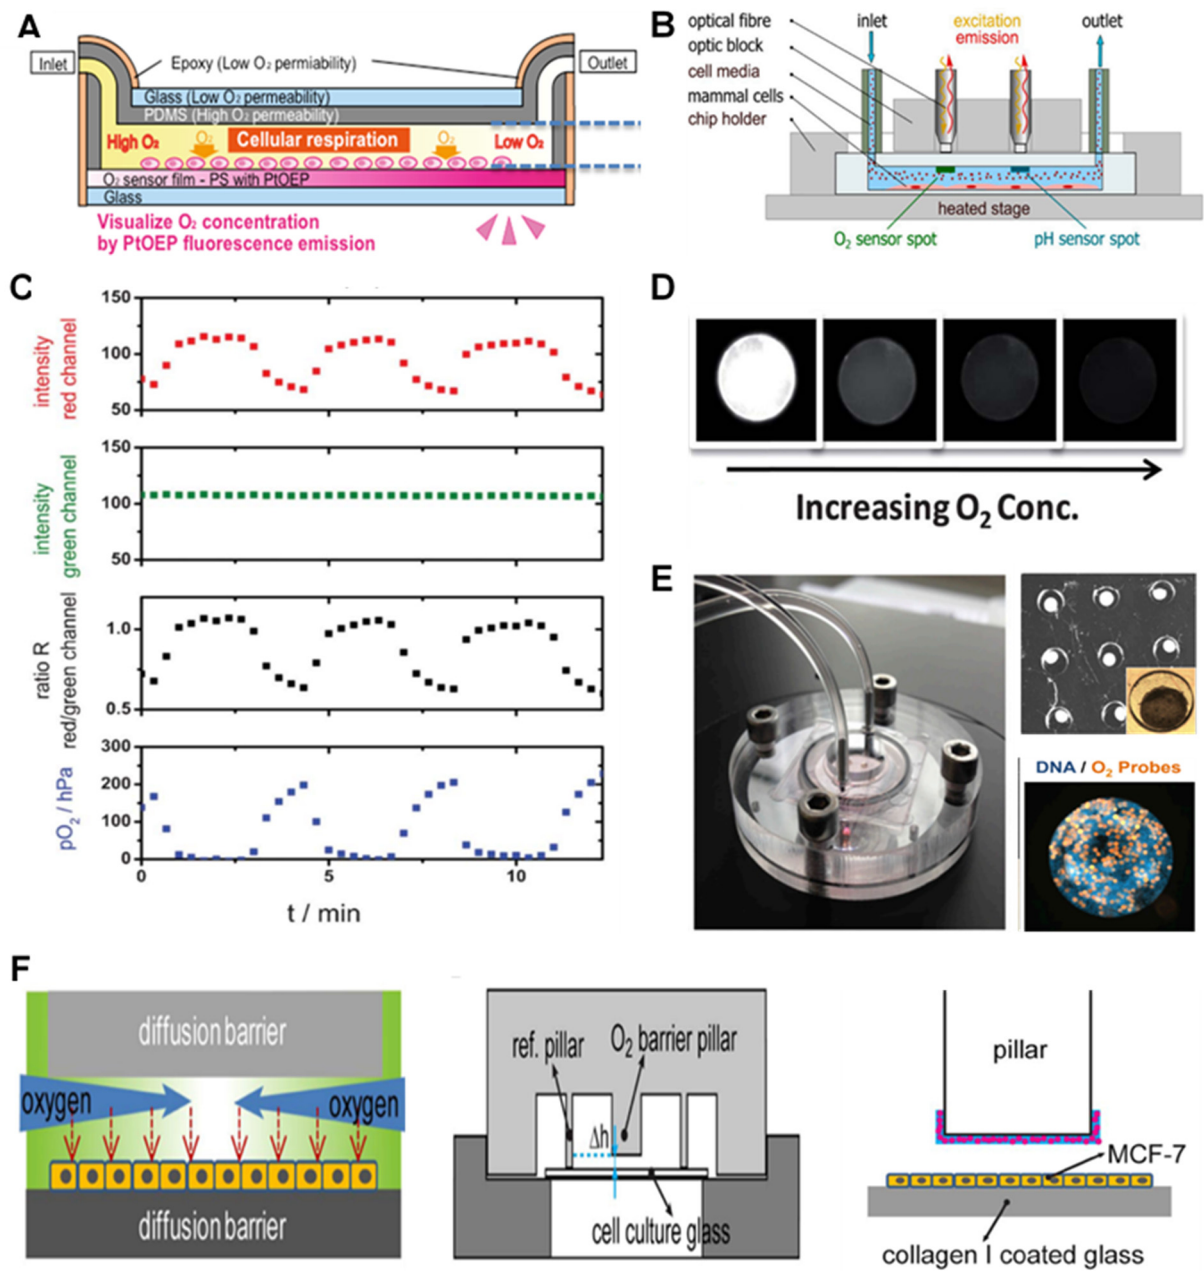 A
Inlet
Epoxy (Low O₂ permiability)
Outlet
Glass (Low O₂ permeability)
PDMS (High O₂ permeability)
High O₂
O₂
Cellular respiration
O₂
Low O₂
O₂ sensor film - PS with PtOEP
Glass
Visualize O₂ concentration
by PtOEP fluorescence emission
B
optical fibre
optic block
cell media
mammal cells
chip holder
inlet
excitation
emission
outlet
heated stage
O₂ sensor spot
pH sensor spot
C
intensity
red channel
150
100
50
intensity
green channel
150
100
50
ratio R
red/green channel
1.0
0.5
pO₂ / hPa
300
200
100
0
0
5
10
t / min
D
Increasing O₂ Conc.
E
DNA / O₂ Probes
F
diffusion barrier
oxygen
oxygen
diffusion barrier
ref. pillar
O₂ barrier pillar
Δh
cell culture glass
pillar
MCF-7
collagen I coated glass